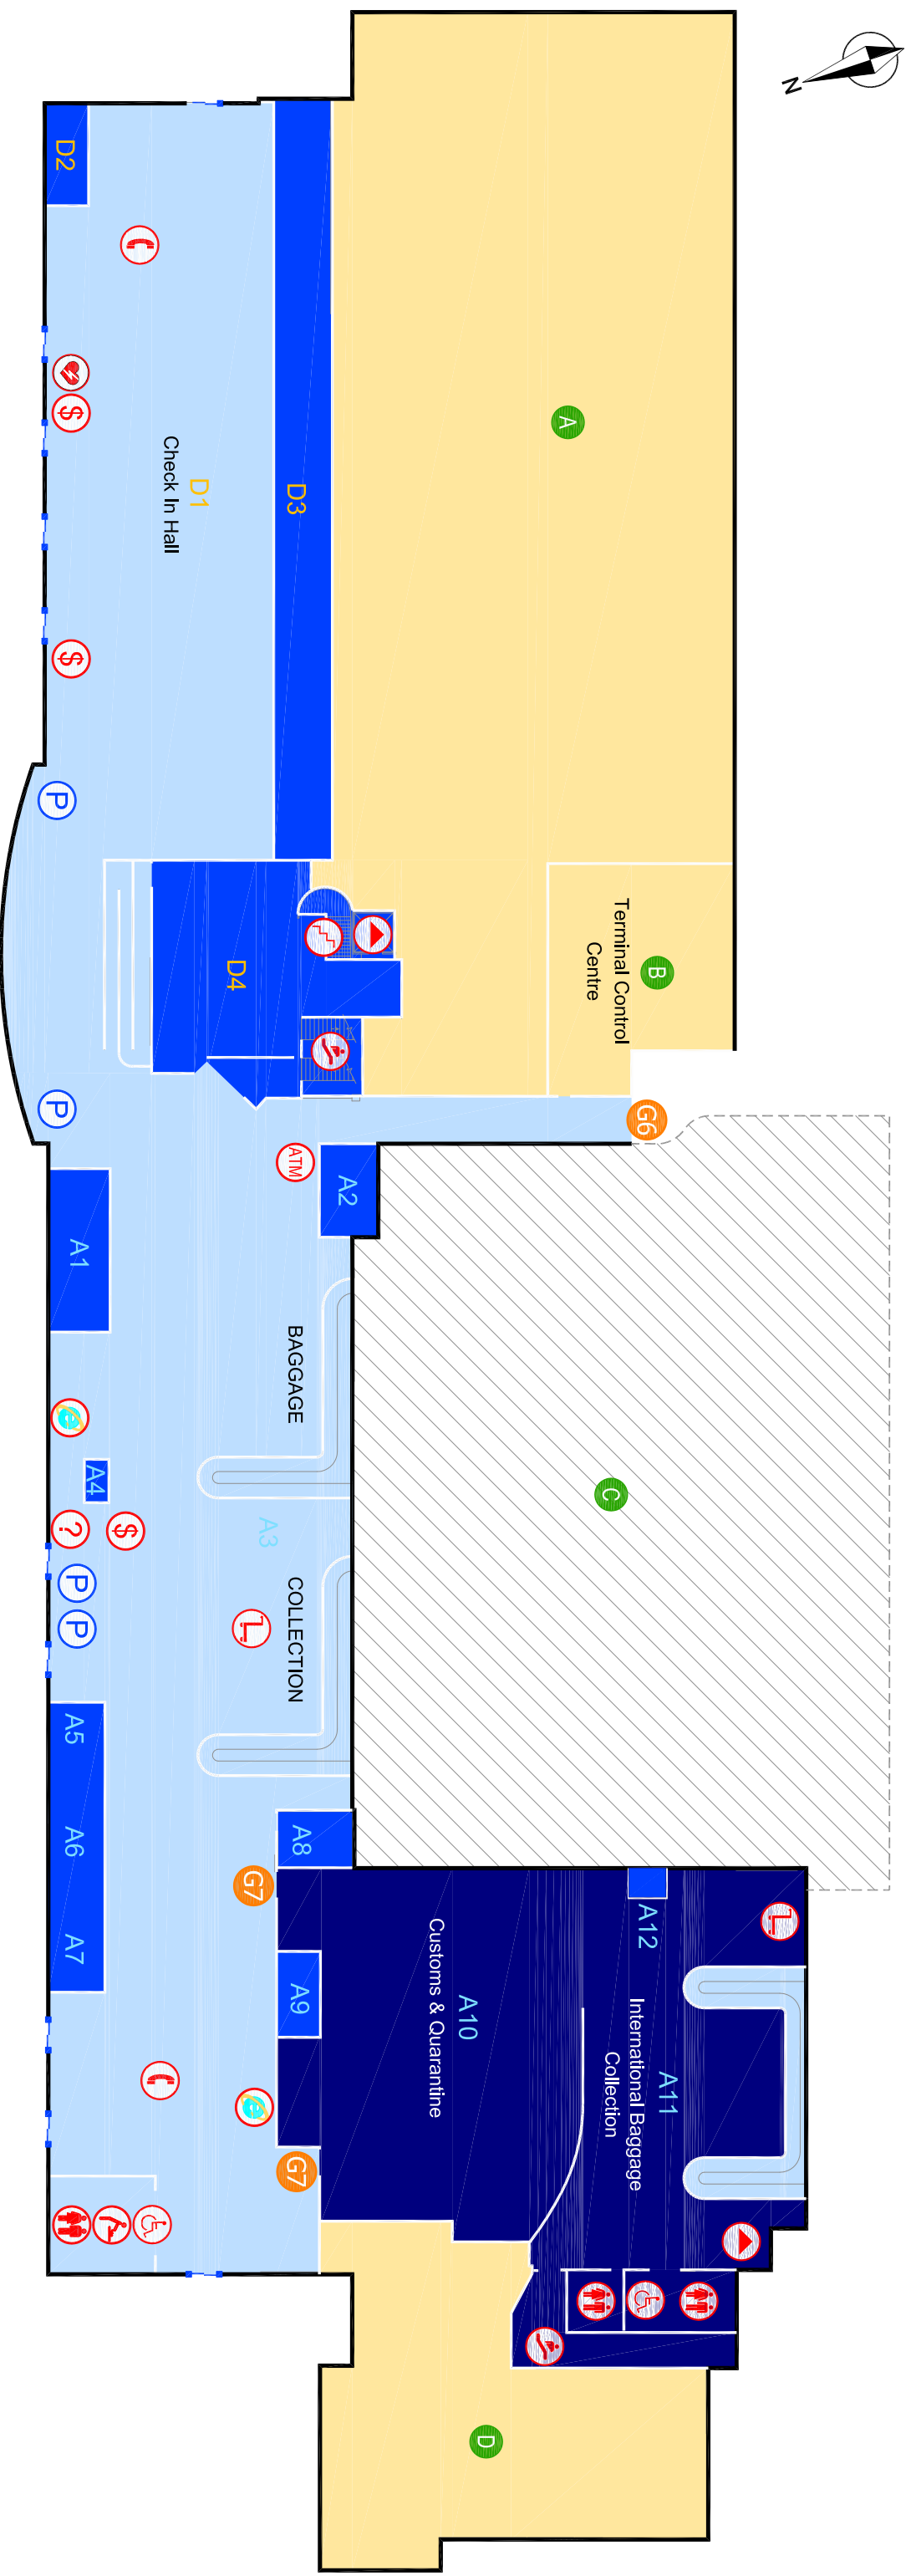 N
D2
Check In Hall
D1
D3
A
$
$
P
D4
Terminal Control
Centre
B
P
G6
ATM
A2
A1
BAGGAGE
e
A4
A3
C
?
$
P
P
COLLECTION
A5
A6
A7
A8
G7
A9
A10
Customs & Quarantine
A12
A11
International Baggage
Collection
e
G7
D